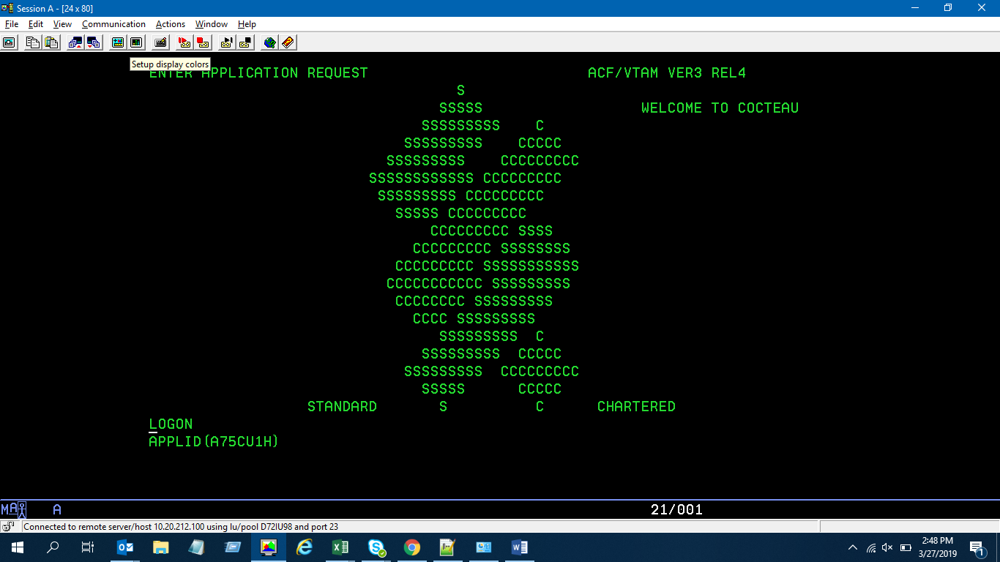 Session A - [24 x 80]
File Edit View Communication Actions Window Help
Setup display colors
ENTER APPLICATION REQUEST ACF/VTAM VER3 REL4
S
SSSSS WELCOME TO COCTEAU
SSSSSSSSS C
SSSSSSSSS CCCCC
SSSSSSSSS CCCCCCCCC
SSSSSSSSSSSS CCCCCCCCC
SSSSSSSSS CCCCCCCCC
SSSSS CCCCCCCCC
CCCCCCCCC SSSS
CCCCCCCCC SSSSSSSS
CCCCCCCCC SSSSSSSSSSS
CCCCCCCCCCC SSSSSSSSS
CCCCCCCC SSSSSSSSS
CCCC SSSSSSSSS
SSSSSSSSS C
SSSSSSSSS CCCCC
SSSSSSSSS CCCCCCCCC
SSSSS CCCCC
STANDARD S C CHARTERED
LOGON
APPLID(A75CU1H)
MA A 21/001
Connected to remote server/host 10.20.212.100 using lu/pool D72IU98 and port 23
2:48 PM
3/27/2019
1